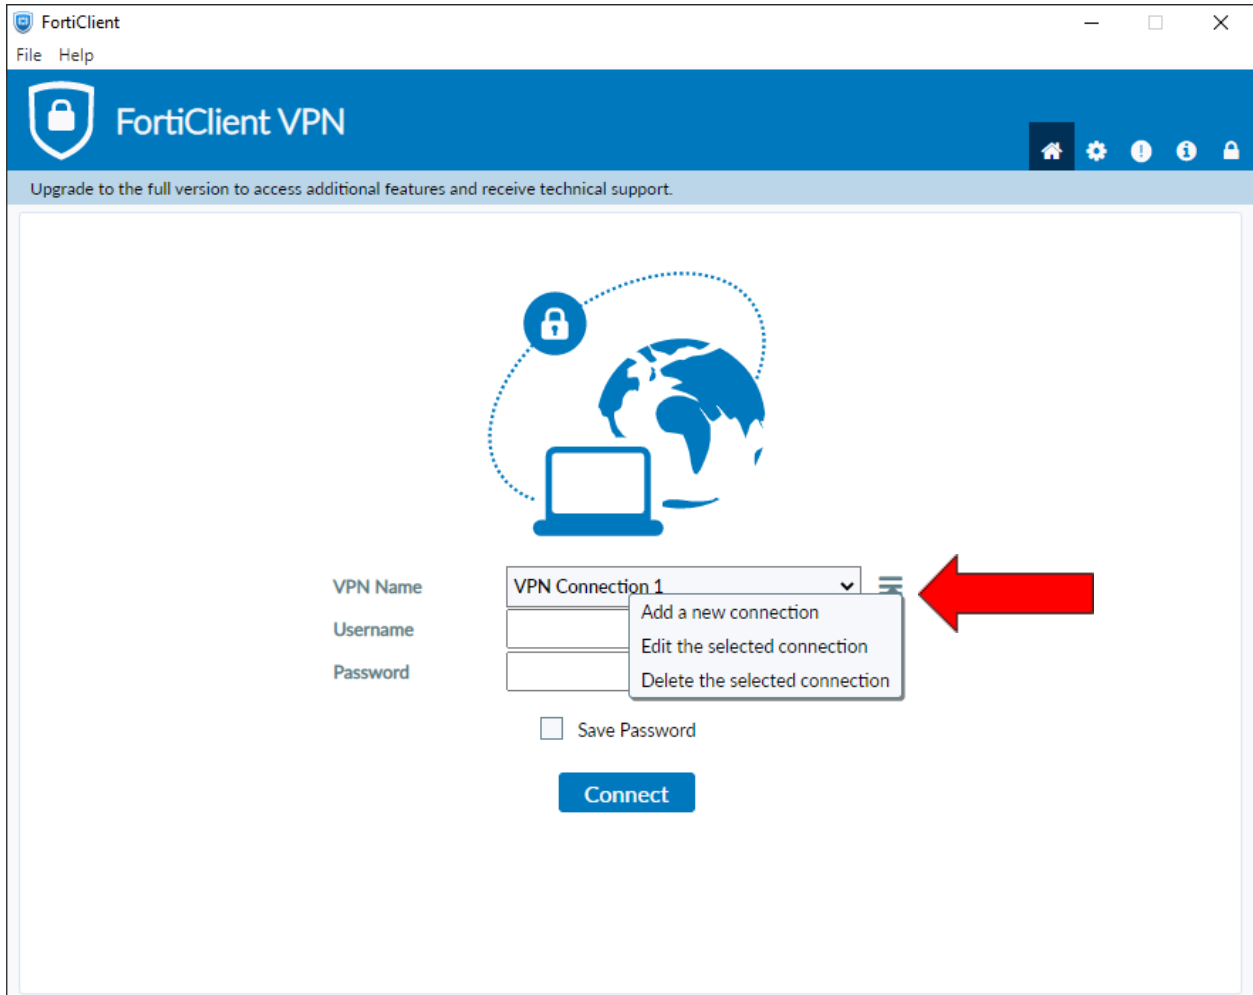 FortiClient
File Help
FortiClient VPN
Upgrade to the full version to access additional features and receive technical support.
VPN Name
VPN Connection 1
Add a new connection
Username
Edit the selected connection
Password
Delete the selected connection
Save Password
Connect